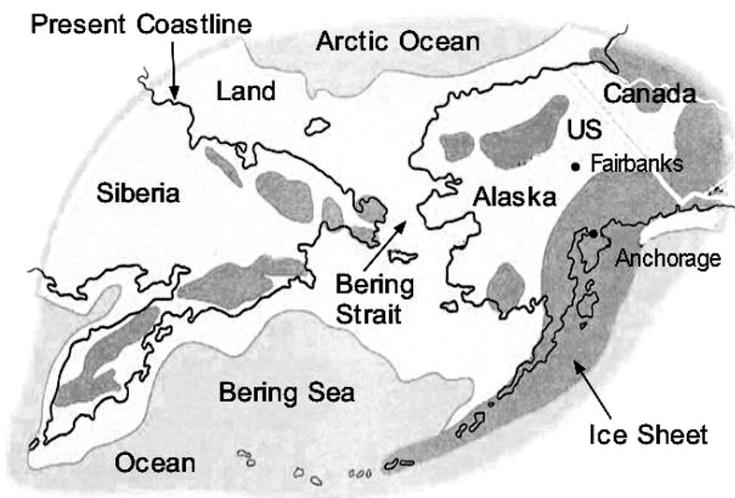 Present Coastline
Arctic Ocean
Land
Canada
US
Fairbanks
Siberia
Alaska
Anchorage
Bering
Strait
Bering Sea
Ice Sheet
Ocean